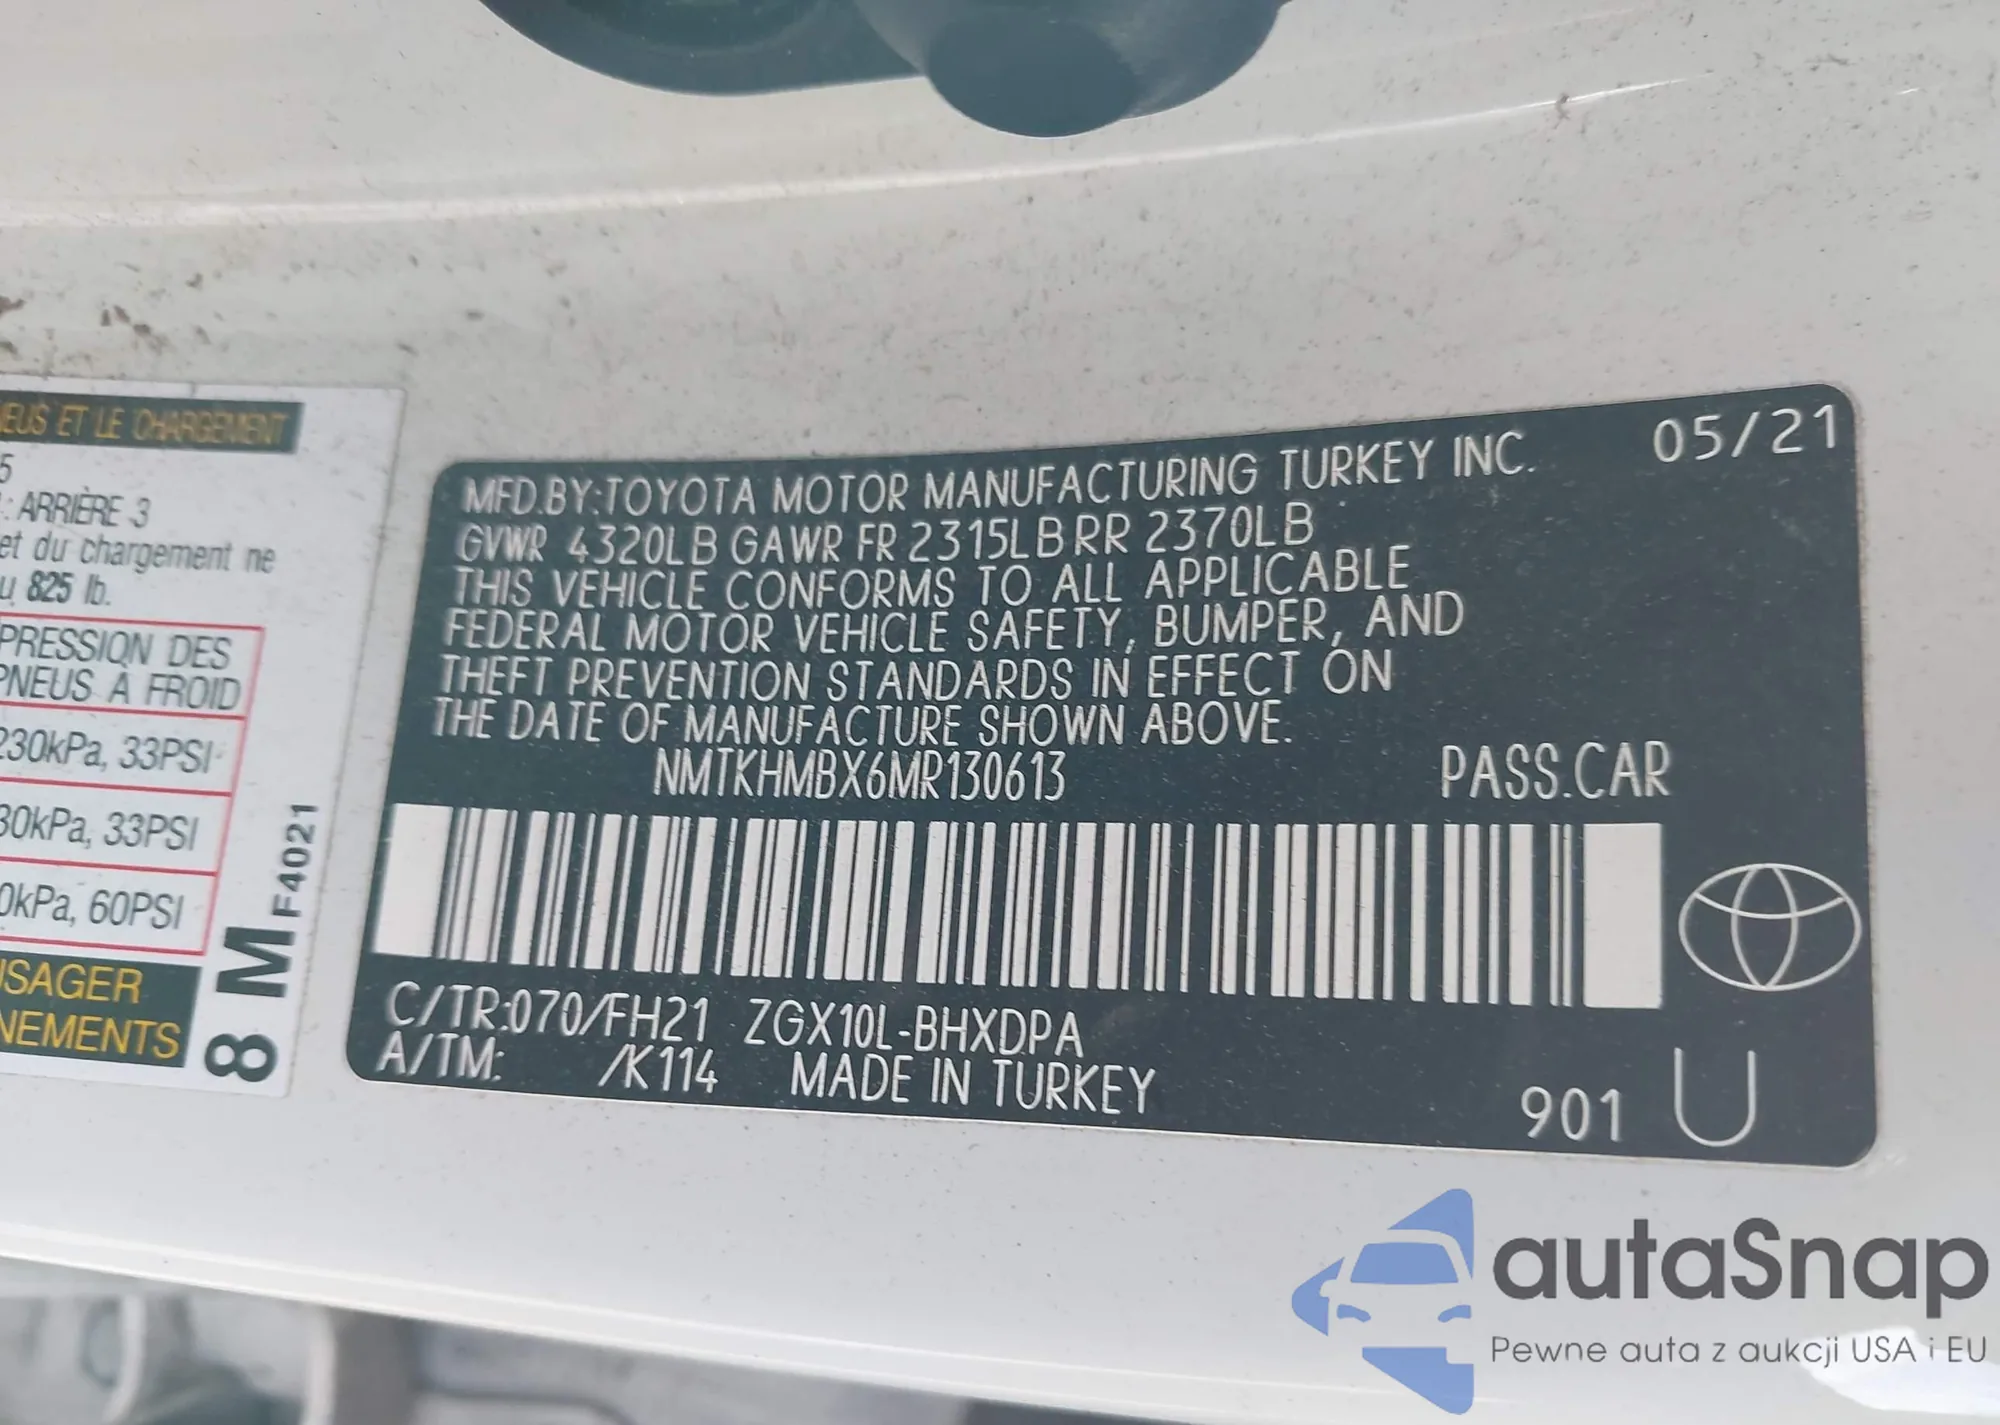 NEUS ET LE CHARGEMENT
5
: ARRIÈRE 3
et du chargement ne
825 lb.
PRESSION DES
PNEUS À FROID
230kPa, 33PSI
30kPa, 33PSI
0kPa, 60PSI
USAGER
NEMENTS
8 M F4021
05/21
MFD.BY:TOYOTA MOTOR MANUFACTURING TURKEY INC.
GVWR 4320LB GAWR FR 2315LB RR 2370LB
THIS VEHICLE CONFORMS TO ALL APPLICABLE
FEDERAL MOTOR VEHICLE SAFETY, BUMPER, AND
THEFT PREVENTION STANDARDS IN EFFECT ON
THE DATE OF MANUFACTURE SHOWN ABOVE.
NMTKHMBX6MR130613 PASS.CAR
C/TR:070/FH21 ZGX10L-BHXDPA
A/TM: /K114 MADE IN TURKEY
901 U
autaSnap
Pewne auta z aukcji USA i EU